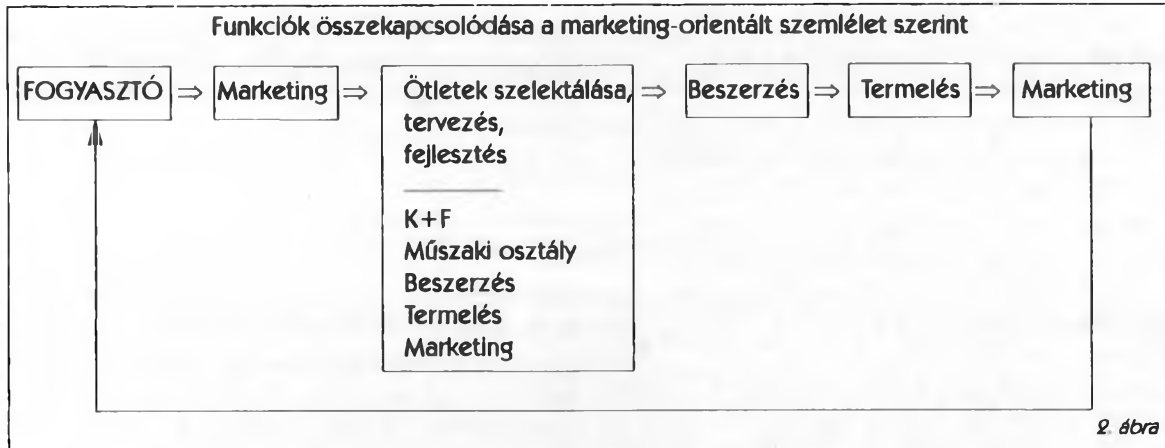 Funkciók összekapcsolódása a marketing-orientált szemlélet szerint
FOGYASZTÓ ⇒ Marketing ⇒ Ötletek szelektálása, ⇒ Beszerzés ⇒ Termelés ⇒ Marketing
tervezés,
fejlesztés
K+F
Műszaki osztály
Beszerzés
Termelés
Marketing
2. ábra